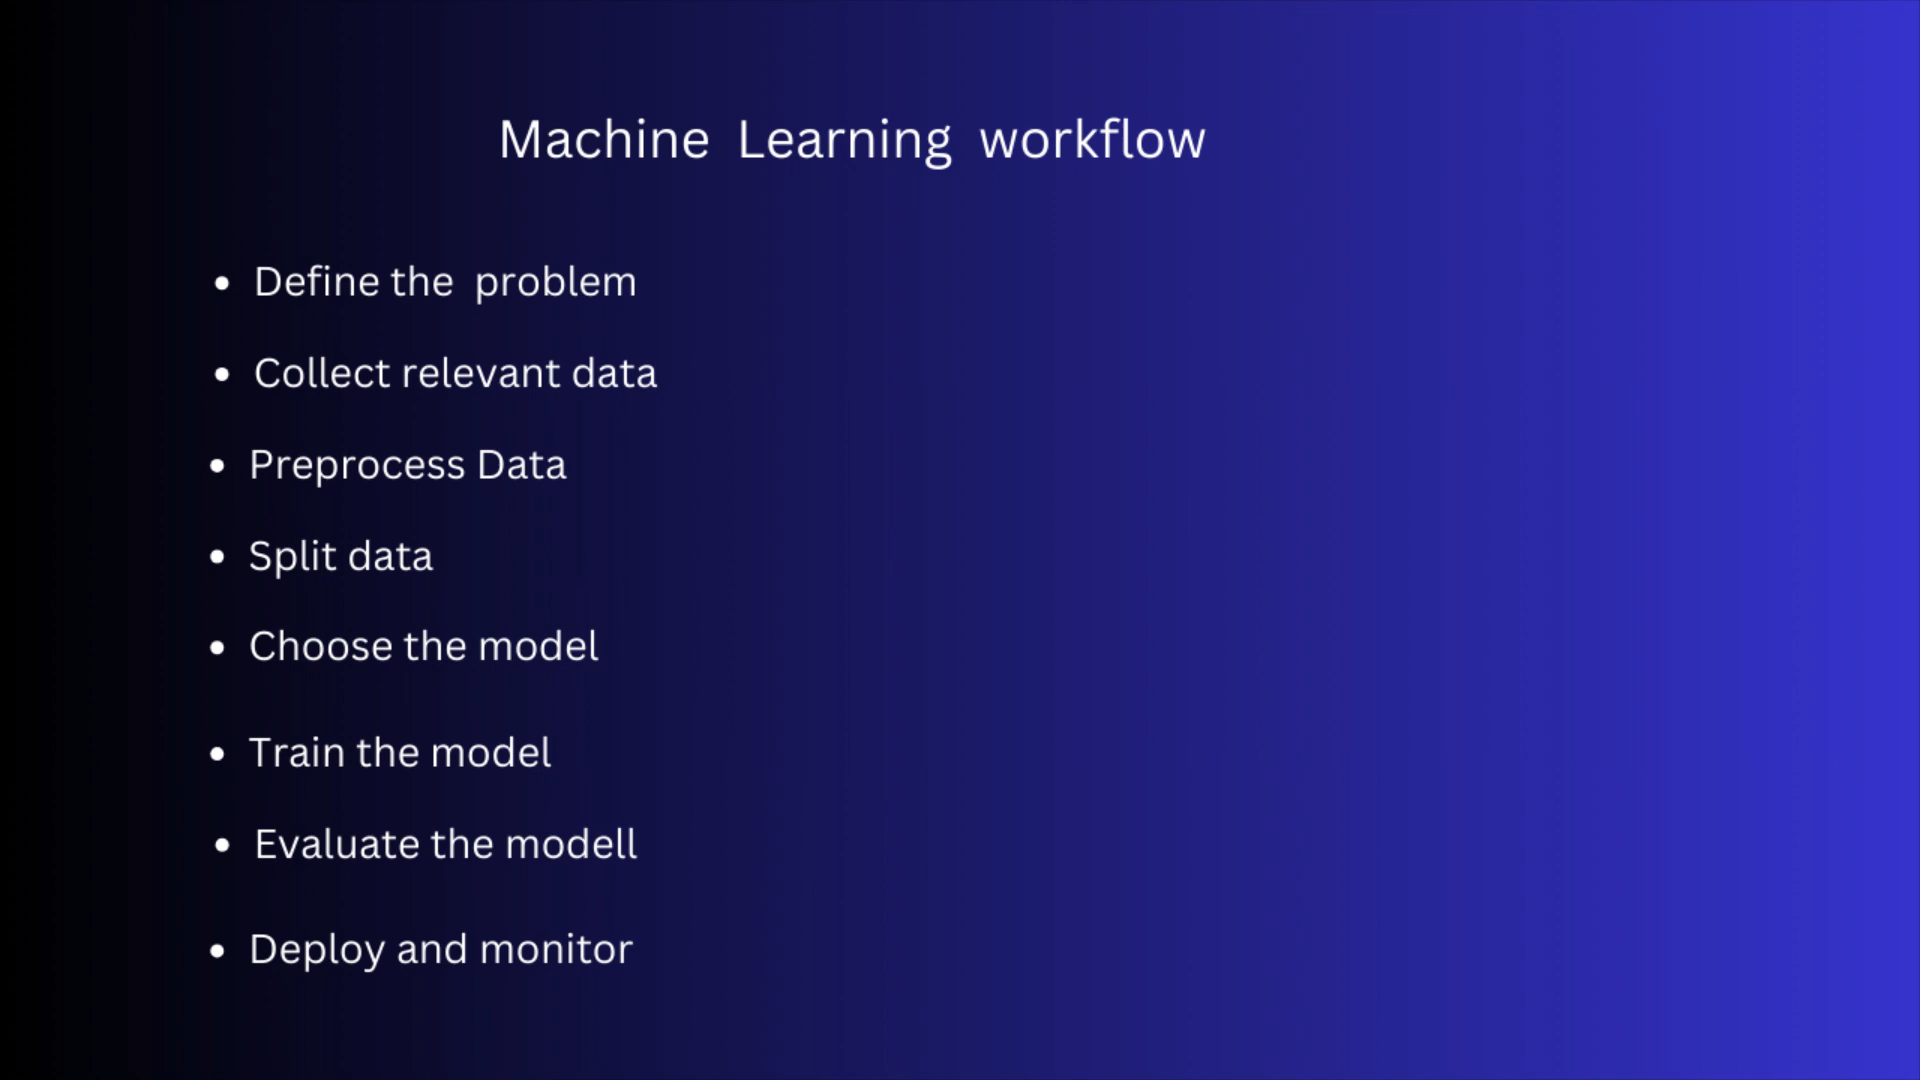 Machine Learning workflow
• Define the problem
• Collect relevant data
• Preprocess Data
• Split data
• Choose the model
• Train the model
• Evaluate the modell
• Deploy and monitor